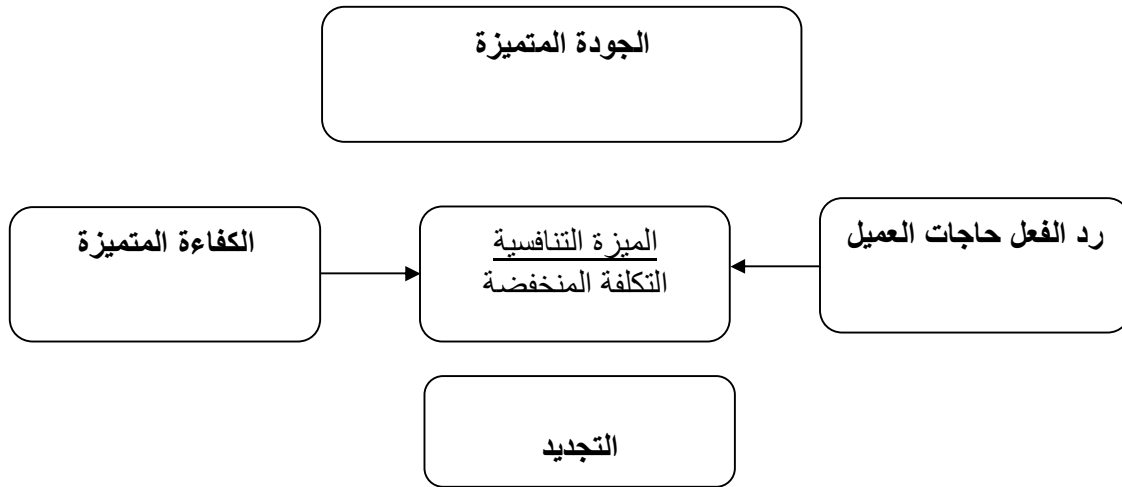 الجودة المتميزة
رد الفعل حاجات العميل
الميزة التنافسية
التكلفة المنخفضة
الكفاءة المتميزة
التجديد